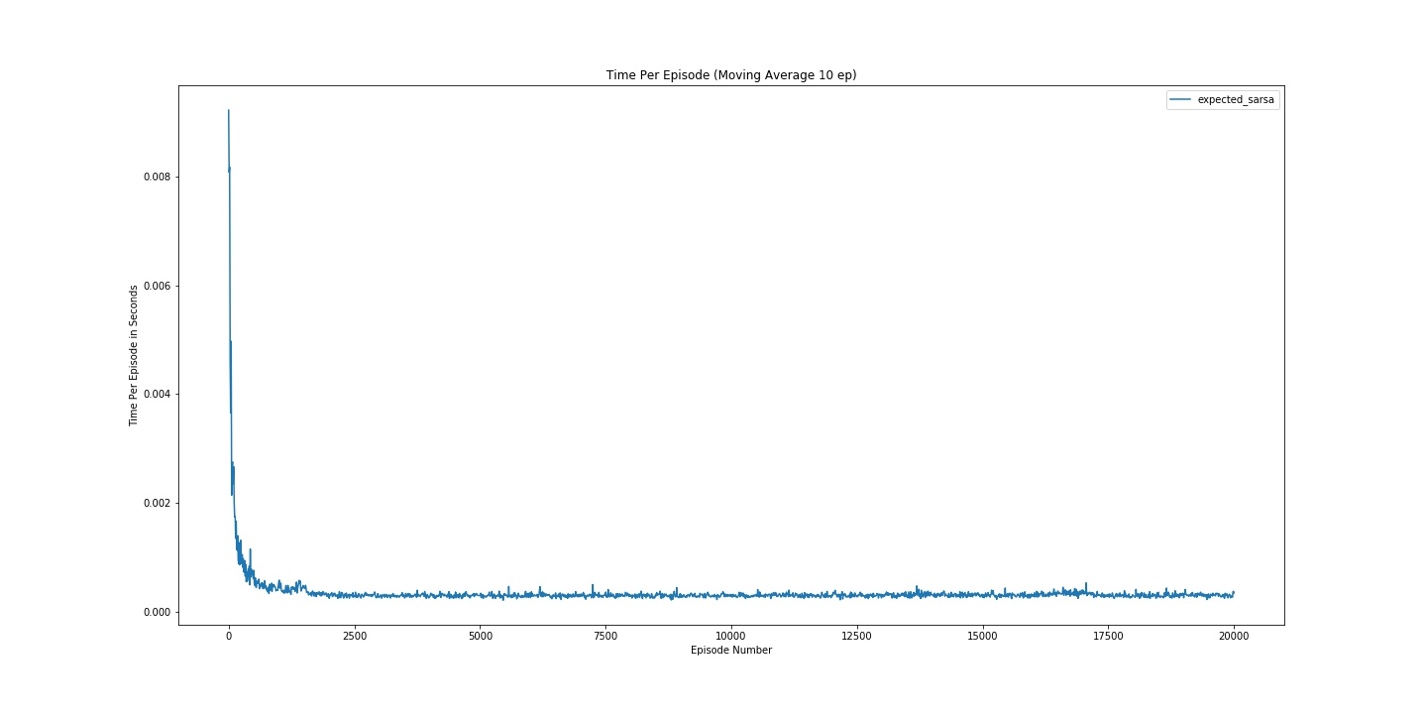 Time Per Episode (Moving Average 10 ep)
expected_sarsa
Time Per Episode in Seconds
0.008
0.006
0.004
0.002
0.000
0 2500 5000 7500 10000 12500 15000 17500 20000
Episode Number